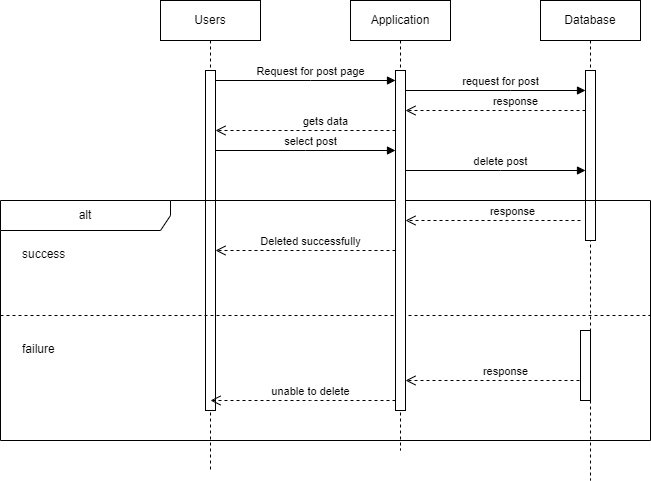 Users
Application
Database
Request for post page
request for post
response
gets data
select post
delete post
alt
response
Deleted successfully
success
failure
response
unable to delete